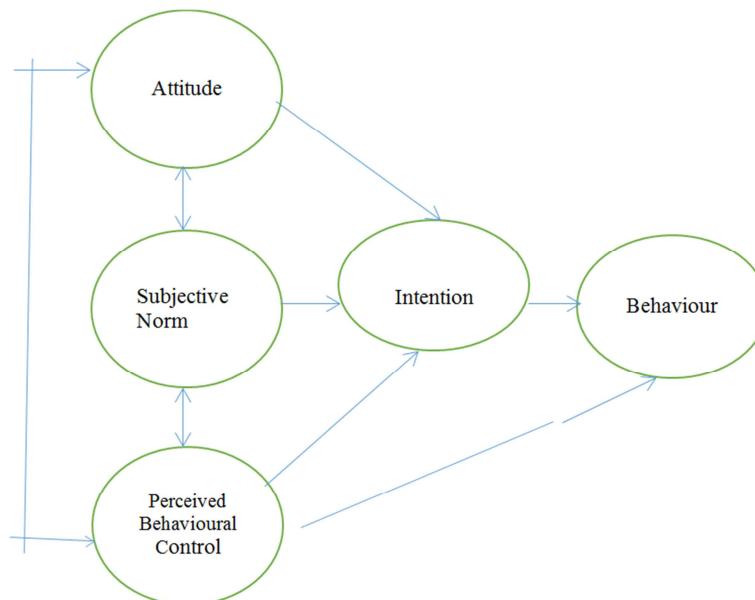 Attitude
Subjective
Norm
Intention
Behaviour
Perceived
Behavioural
Control